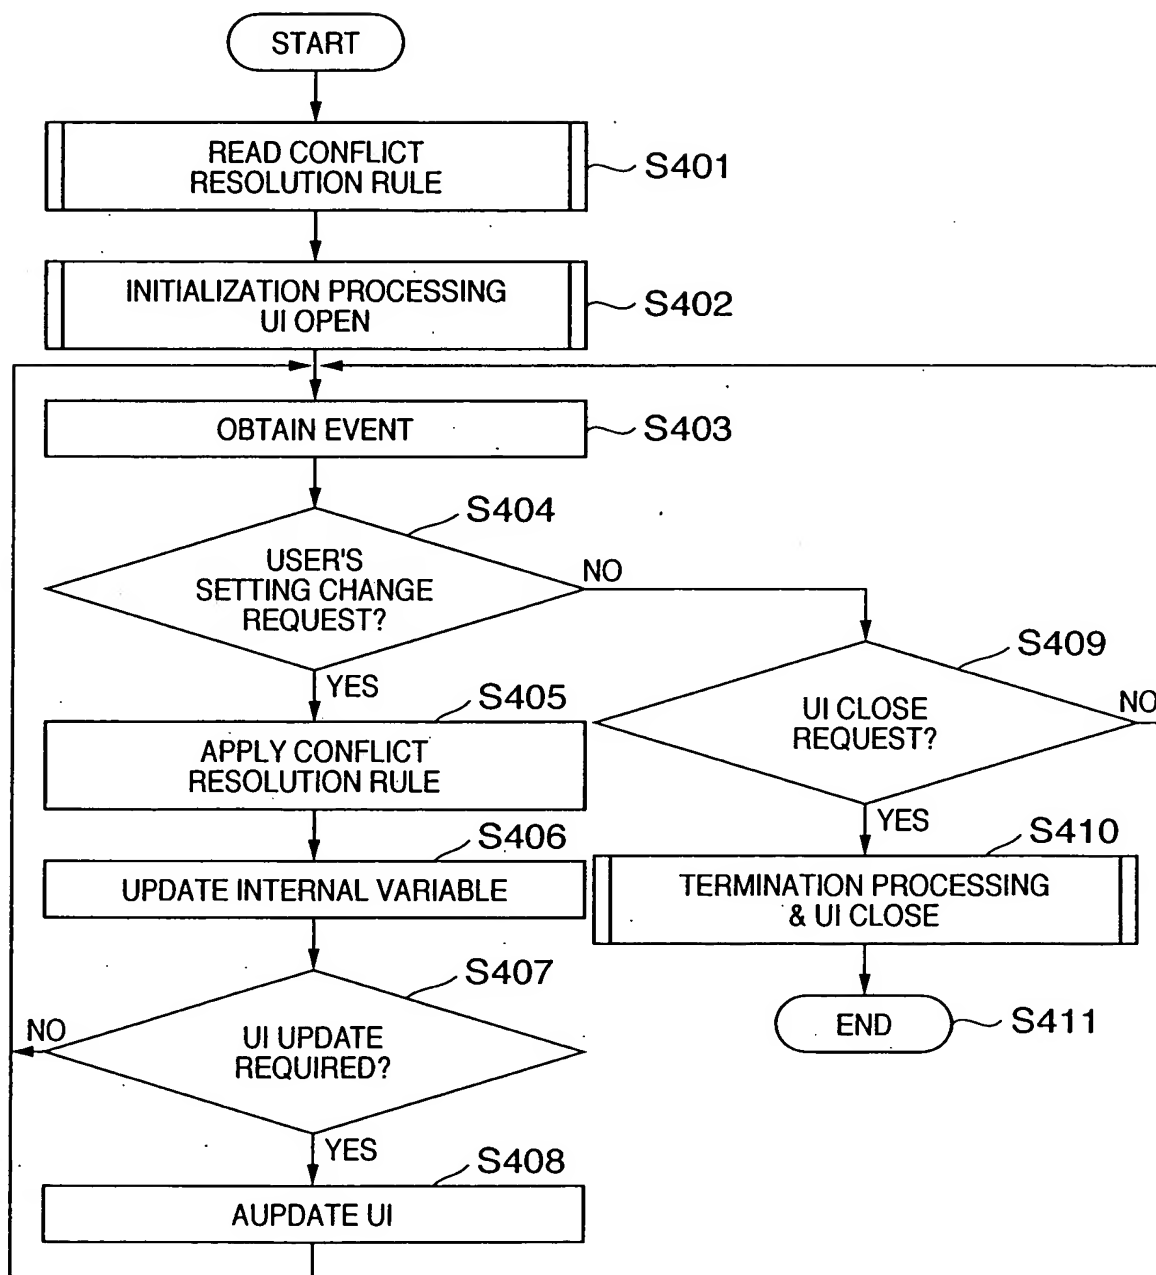 START
READ CONFLICT
RESOLUTION RULE
S401
INITIALIZATION PROCESSING
UI OPEN
S402
OBTAIN EVENT
S403
S404
USER'S
SETTING CHANGE
REQUEST?
NO
YES
S409
UI CLOSE
REQUEST?
NO
YES
S405
APPLY CONFLICT
RESOLUTION RULE
S406
UPDATE INTERNAL VARIABLE
S410
TERMINATION PROCESSING
& UI CLOSE
S407
UI UPDATE
REQUIRED?
NO
YES
END
S411
S408
AUPDATE UI